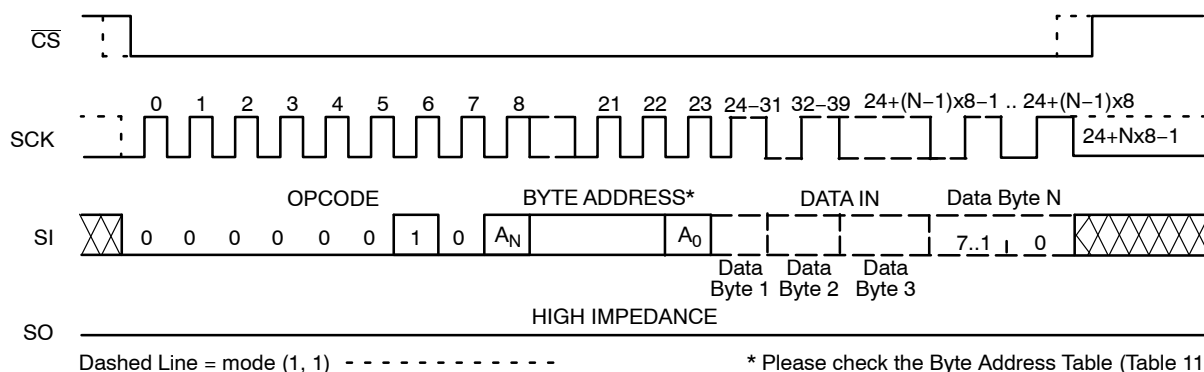 CS
0 1 2 3 4 5 6 7 8 21 22 23 24−31 32−39 24+(N−1)x8−1 .. 24+(N−1)x8
SCK
24+Nx8−1
OPCODE BYTE ADDRESS* DATA IN Data Byte N
SI 0 0 0 0 0 0 1 0 AN A0 7..1 0
Data Byte 1 Data Byte 2 Data Byte 3
HIGH IMPEDANCE
SO
Dashed Line = mode (1, 1) * Please check the Byte Address Table (Table 11